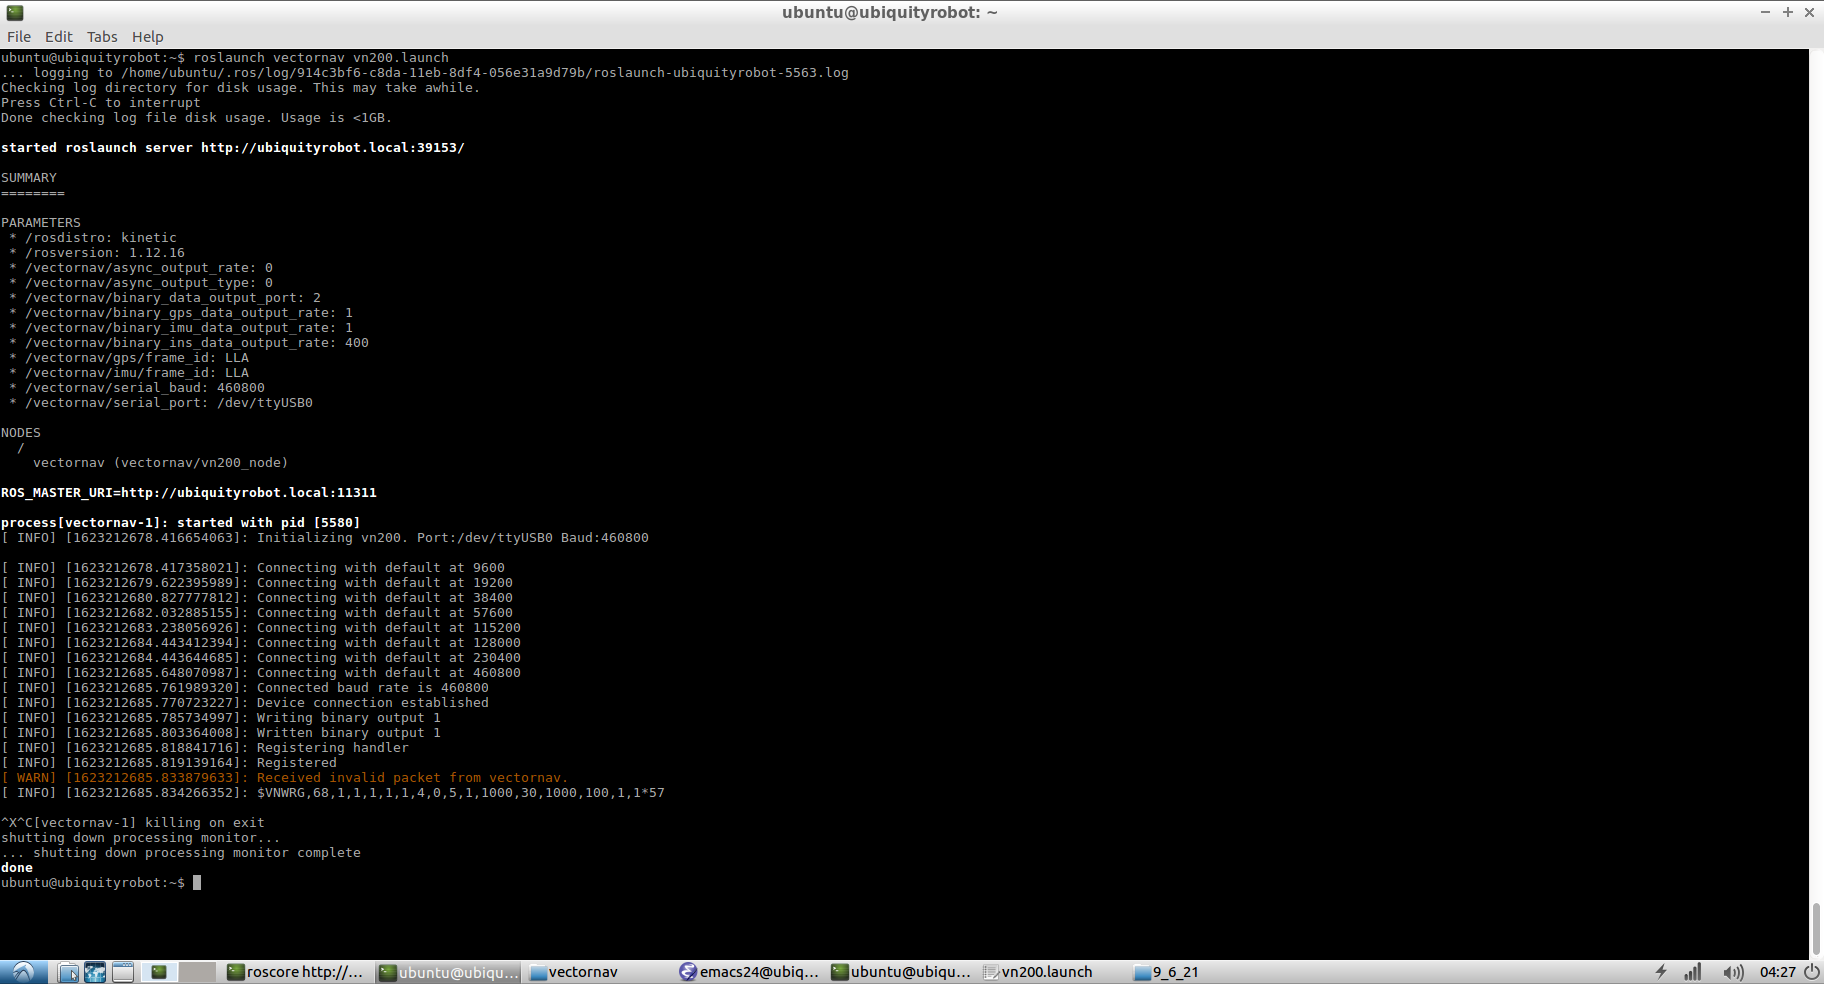 ubuntu@ubiquityrobot: ~
File Edit Tabs Help
ubuntu@ubiquityrobot:~$ roslaunch vectornav vn200.launch
... logging to /home/ubuntu/.ros/log/914c3bf6-c8da-11eb-8df4-056e31a9d79b/roslaunch-ubiquityrobot-5563.log
Checking log directory for disk usage. This may take awhile.
Press Ctrl-C to interrupt
Done checking log file disk usage. Usage is <1GB.
started roslaunch server http://ubiquityrobot.local:39153/
SUMMARY
========
PARAMETERS
* /rosdistro: kinetic
* /rosversion: 1.12.16
* /vectornav/async_output_rate: 0
* /vectornav/async_output_type: 0
* /vectornav/binary_data_output_port: 2
* /vectornav/binary_gps_data_output_rate: 1
* /vectornav/binary_imu_data_output_rate: 1
* /vectornav/binary_ins_data_output_rate: 400
* /vectornav/gps/frame_id: LLA
* /vectornav/imu/frame_id: LLA
* /vectornav/serial_baud: 460800
* /vectornav/serial_port: /dev/ttyUSB0
NODES
/
vectornav (vectornav/vn200_node)
ROS_MASTER_URI=http://ubiquityrobot.local:11311
process[vectornav-1]: started with pid [5580]
[ INFO] [1623212678.416654063]: Initializing vn200. Port:/dev/ttyUSB0 Baud:460800
[ INFO] [1623212678.417358021]: Connecting with default at 9600
[ INFO] [1623212679.622395989]: Connecting with default at 19200
[ INFO] [1623212680.827777812]: Connecting with default at 38400
[ INFO] [1623212682.032885155]: Connecting with default at 57600
[ INFO] [1623212683.238056926]: Connecting with default at 115200
[ INFO] [1623212684.443412394]: Connecting with default at 128000
[ INFO] [1623212684.443644685]: Connecting with default at 230400
[ INFO] [1623212685.648070987]: Connecting with default at 460800
[ INFO] [1623212685.761989320]: Connected baud rate is 460800
[ INFO] [1623212685.770723227]: Device connection established
[ INFO] [1623212685.785734997]: Writing binary output 1
[ INFO] [1623212685.803364008]: Written binary output 1
[ INFO] [1623212685.818841716]: Registering handler
[ INFO] [1623212685.819139164]: Registered
[ WARN] [1623212685.833879633]: Received invalid packet from vectornav.
[ INFO] [1623212685.834266352]: $VNWRG,68,1,1,1,1,1,4,0,5,1,1000,30,1000,100,1,1*57
^X^C[vectornav-1] killing on exit
shutting down processing monitor...
... shutting down processing monitor complete
done
ubuntu@ubiquityrobot:~$
roscore http://... ubuntu@ubiqu... vectornav emacs24@ubiq... ubuntu@ubiqu... vn200.launch 9_6_21 04:27